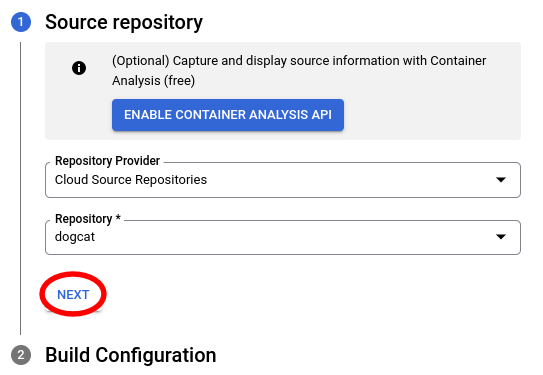 1 Source repository
(Optional) Capture and display source information with Container
Analysis (free)
ENABLE CONTAINER ANALYSIS API
Repository Provider
Cloud Source Repositories
Repository *
dogcat
NEXT
2 Build Configuration